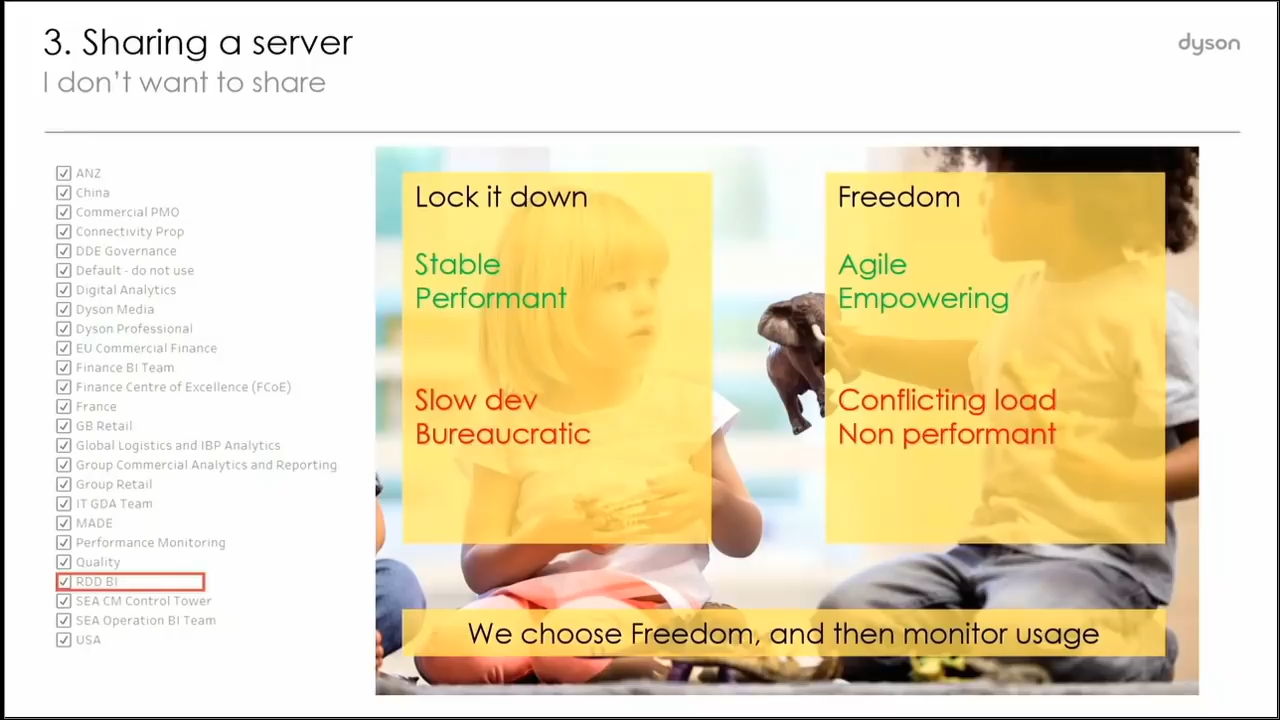 3. Sharing a server
I don't want to share
dyson
ANZ
China
Commercial PMO
Connectivity Prop
DDE Governance
Default - do not use
Digital Analytics
Dyson Media
Dyson Professional
EU Commercial Finance
Finance BI Team
Finance Centre of Excellence (FCoE)
France
GB Retail
Global Logistics and IBP Analytics
Group Commercial Analytics and Reporting
Group Retail
IT GDA Team
MADE
Performance Monitoring
Quality
RDD BI
SEA CM Control Tower
SEA Operation BI Team
USA
Lock it down
Stable
Performant
Slow dev
Bureaucratic
Freedom
Agile
Empowering
Conflicting load
Non performant
We choose Freedom, and then monitor usage